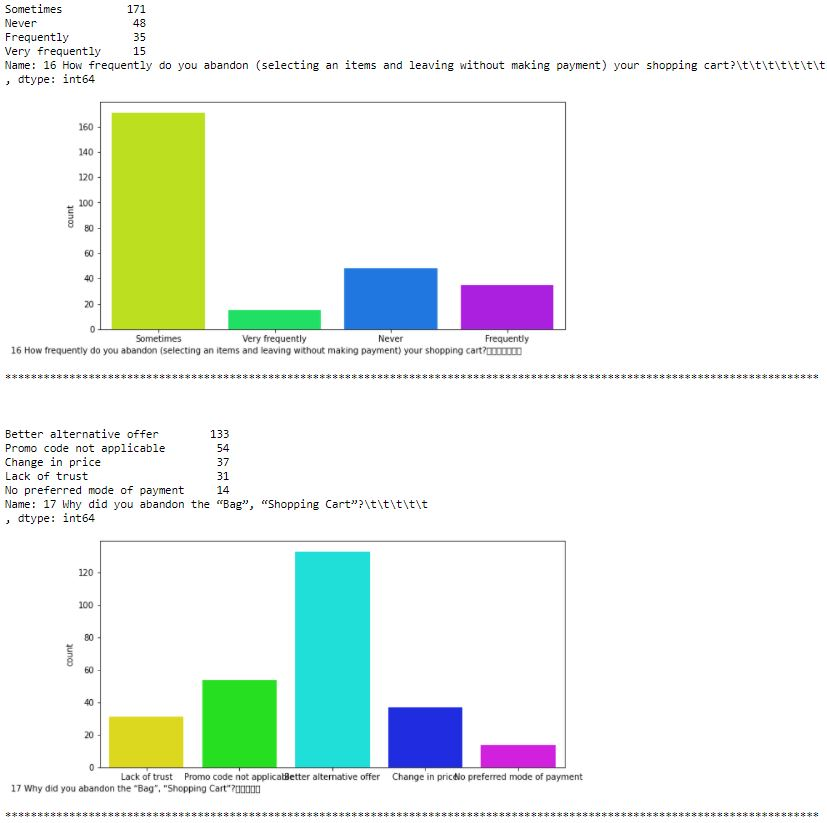 Sometimes 171
Never 48
Frequently 35
Very frequently 15
Name: 16 How frequently do you abandon (selecting an items and leaving without making payment) your shopping cart?\t\t\t\t\t\t\t
, dtype: int64
160
140
120
100
80
60
40
20
0
count
Sometimes Very frequently Never Frequently
16 How frequently do you abandon (selecting an items and leaving without making payment) your shopping cart?▯▯▯▯▯▯▯
*******************************************************************************************************************************
Better alternative offer 133
Promo code not applicable 54
Change in price 37
Lack of trust 31
No preferred mode of payment 14
Name: 17 Why did you abandon the “Bag”, “Shopping Cart”?\t\t\t\t\t
, dtype: int64
120
100
80
60
40
20
0
count
Lack of trust Promo code not applicable Better alternative offer Change in price No preferred mode of payment
17 Why did you abandon the “Bag”, “Shopping Cart”?▯▯▯▯▯
*******************************************************************************************************************************